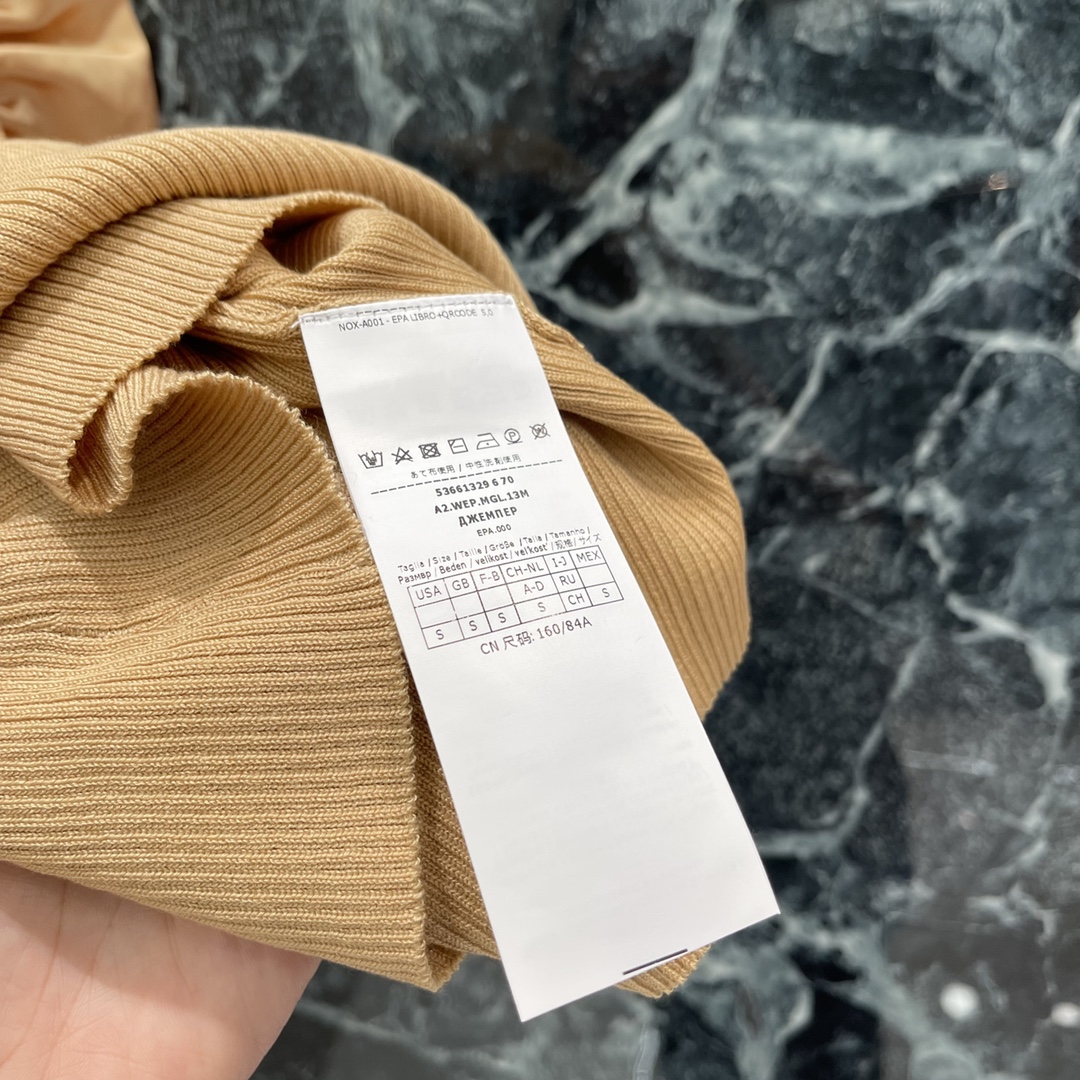 NOX-A001 - EPA LIBRO+QRCODE S.0
あて布使用 / 中性洗剤使用
53661329 6 70
A2.WEP.MGL.13M
ДЖЕМПЕР
EPA.000
Taglia / Size / Taille / Größe / Talla / Tamanho /
Размер / Beden / velikost / veľkosť / 规格 / サイズ
USA GB F-B CH-NL I-J MEX
A-D RU
S S S S CH S
CN 尺码: 160/84A